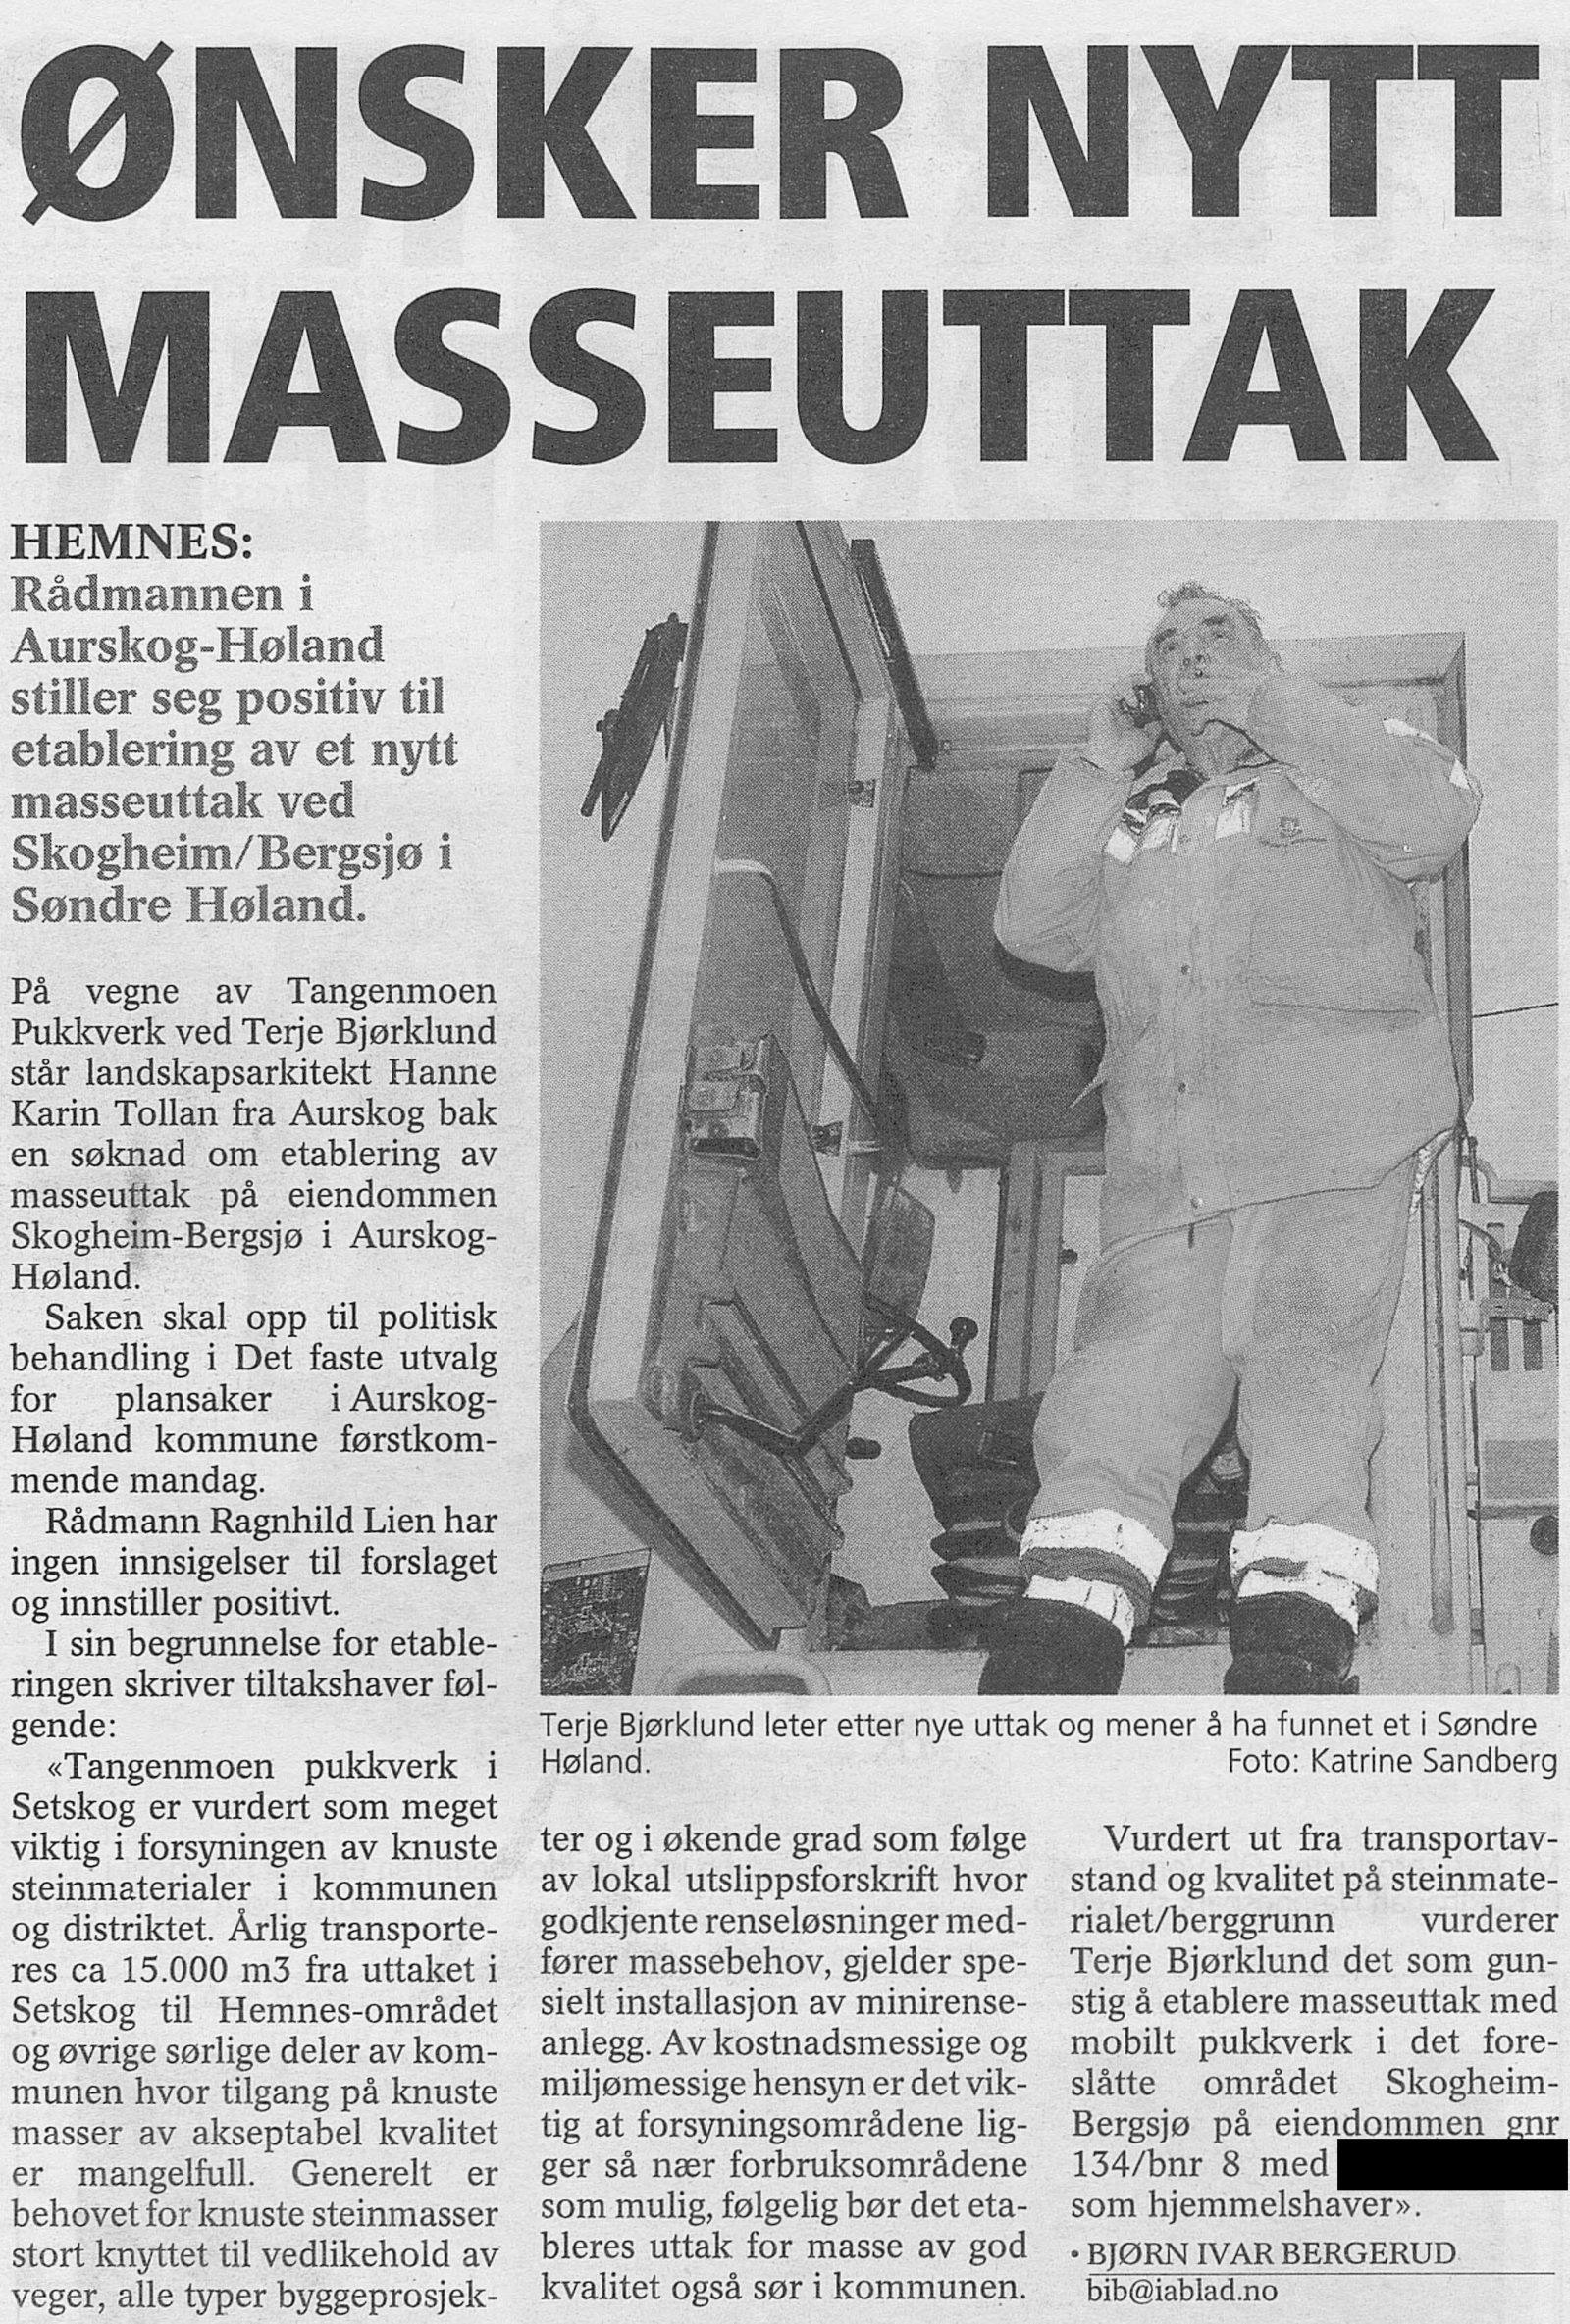 ØNSKER NYTT
MASSEUTTAK
HEMNES:
Rådmannen i
Aurskog-Høland
stiller seg positiv til
etablering av et nytt
masseuttak ved
Skogheim/Bergsjø i
Søndre Høland.
På vegne av Tangenmoen
Pukkverk ved Terje Bjørklund
står landskapsarkitekt Hanne
Karin Tollan fra Aurskog bak
en søknad om etablering av
masseuttak på eiendommen
Skogheim-Bergsjø i Aurskog-
Høland.
Saken skal opp til politisk
behandling i Det faste utvalg
for plansaker i Aurskog-
Høland kommune førstkom-
mende mandag.
Rådmann Ragnhild Lien har
ingen innsigelser til forslaget
og innstiller positivt.
I sin begrunnelse for etable-
ringen skriver tiltakshaver føl-
gende:
«Tangenmoen pukkverk i
Setskog er vurdert som meget
viktig i forsyningen av knuste
steinmaterialer i kommunen
og distriktet. Årlig transporte-
res ca 15.000 m3 fra uttaket i
Setskog til Hemnes-området
og øvrige sørlige deler av kom-
munen hvor tilgang på knuste
masser av akseptabel kvalitet
er mangelfull. Generelt er
behovet for knuste steinmasser
stort knyttet til vedlikehold av
veger, alle typer byggeprosjek-
Terje Bjørklund leter etter nye uttak og mener å ha funnet et i Søndre
Høland. Foto: Katrine Sandberg
ter og i økende grad som følge
av lokal utslippsforskrift hvor
godkjente renseløsninger med-
fører massebehov, gjelder spe-
sielt installasjon av minirense-
anlegg. Av kostnadsmessige og
miljømessige hensyn er det vik-
tig at forsyningsområdene lig-
ger så nær forbruksområdene
som mulig, følgelig bør det eta-
bleres uttak for masse av god
kvalitet også sør i kommunen.
Vurdert ut fra transportav-
stand og kvalitet på steinmate-
rialet/berggrunn vurderer
Terje Bjørklund det som gun-
stig å etablere masseuttak med
mobilt pukkverk i det fore-
slåtte området Skogheim-
Bergsjø på eiendommen gnr
134/bnr 8 med
som hjemmelshaver».
• BJØRN IVAR BERGERUD
bib@iablad.no